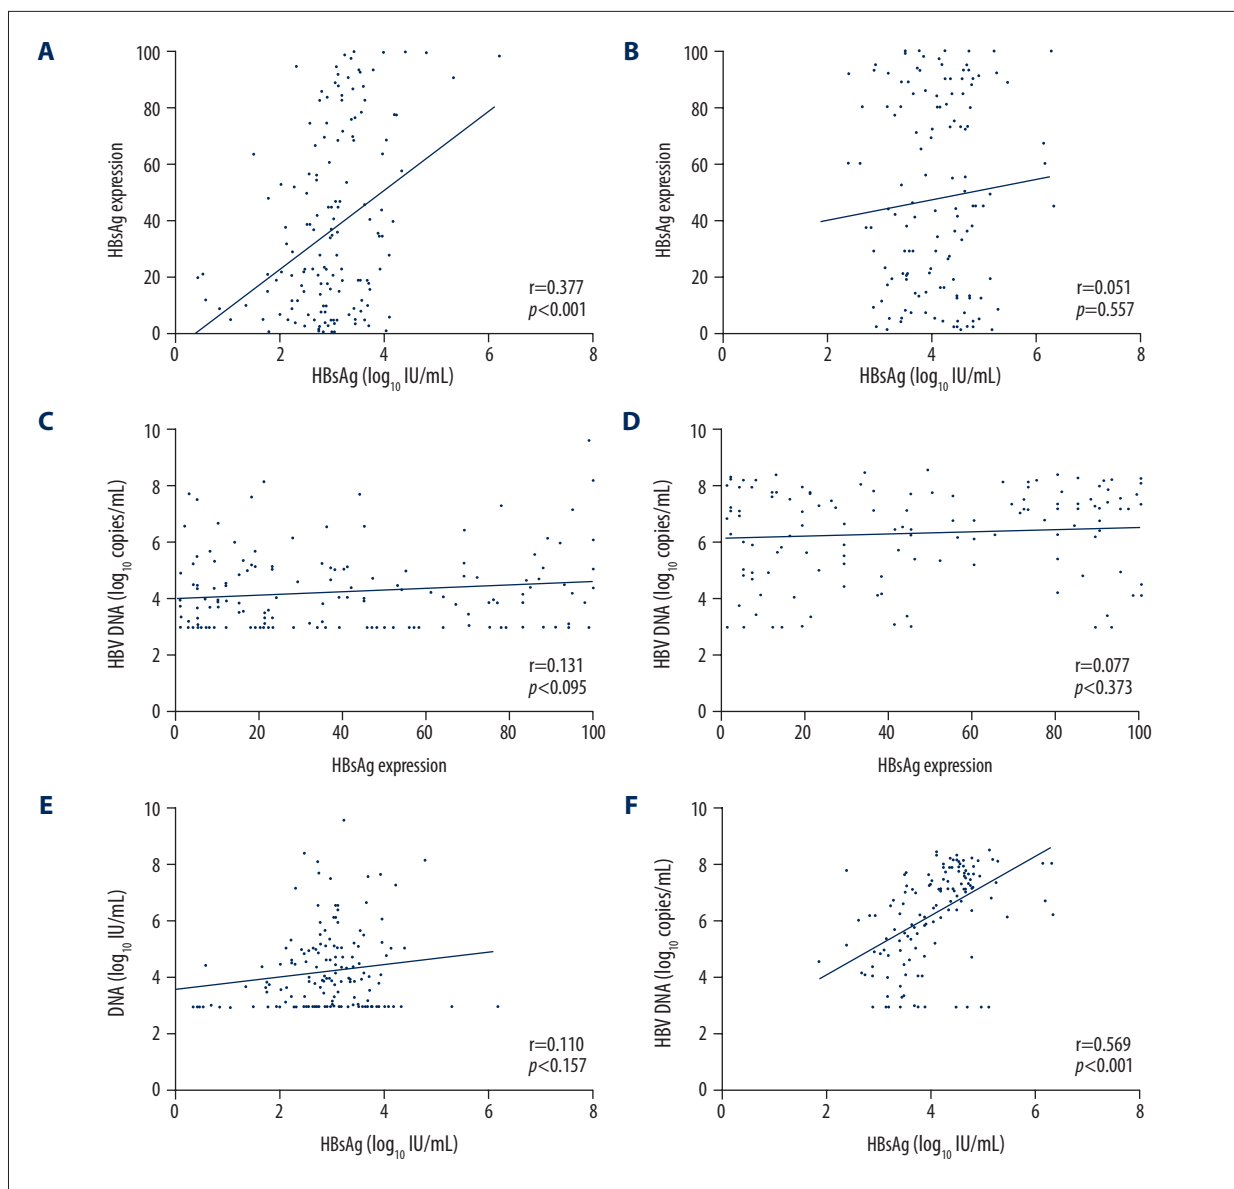 A
100
80
60
40
20
0
HBsAg expression
r=0.377
p<0.001
0 2 4 6 8
HBsAg (log10 IU/mL)
B
100
80
60
40
20
0
HBsAg expression
r=0.051
p=0.557
0 2 4 6 8
HBsAg (log10 IU/mL)
C
10
8
6
4
2
0
HBV DNA (log10 copies/mL)
r=0.131
p<0.095
0 20 40 60 80 100
HBsAg expression
D
10
8
6
4
2
0
HBV DNA (log10 copies/mL)
r=0.077
p<0.373
0 20 40 60 80 100
HBsAg expression
E
10
8
6
4
2
0
DNA (log10 IU/mL)
r=0.110
p<0.157
0 2 4 6 8
HBsAg (log10 IU/mL)
F
10
8
6
4
2
0
HBV DNA (log10 copies/mL)
r=0.569
p<0.001
0 2 4 6 8
HBsAg (log10 IU/mL)